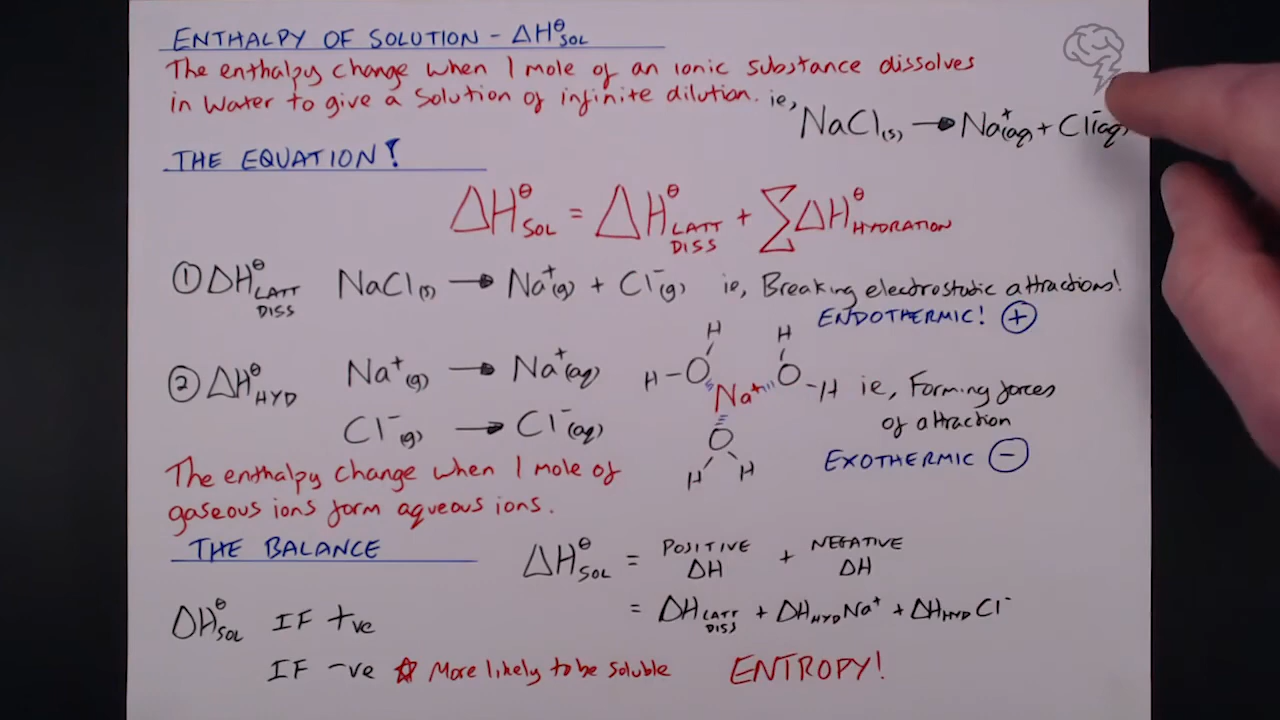 ENTHALPY OF SOLUTION - ΔH⊖SOL
The enthalpy change when 1 mole of an ionic substance dissolves
in water to give a solution of infinite dilution. ie,
NaCl(s) → Na⁺(aq) + Cl⁻(aq)
THE EQUATION!
ΔH⊖SOL = ΔH⊖LATT DISS + ΣΔH⊖HYDRATION
① ΔH⊖LATT DISS NaCl(s) → Na⁺(g) + Cl⁻(g) ie, Breaking electrostatic attractions!
ENDOTHERMIC! +
② ΔH⊖HYD Na⁺(g) → Na⁺(aq)
Cl⁻(g) → Cl⁻(aq)
H H
H - O Na⁺ O - H
O
H H
ie, Forming forces
of attraction
EXOTHERMIC -
The enthalpy change when 1 mole of
gaseous ions form aqueous ions.
THE BALANCE
ΔH⊖SOL = POSITIVE ΔH + NEGATIVE ΔH
= ΔHLATT DISS + ΔHHYD Na⁺ + ΔHHYD Cl⁻
ΔH⊖SOL IF +ve
IF -ve ☆ More likely to be soluble ENTROPY!